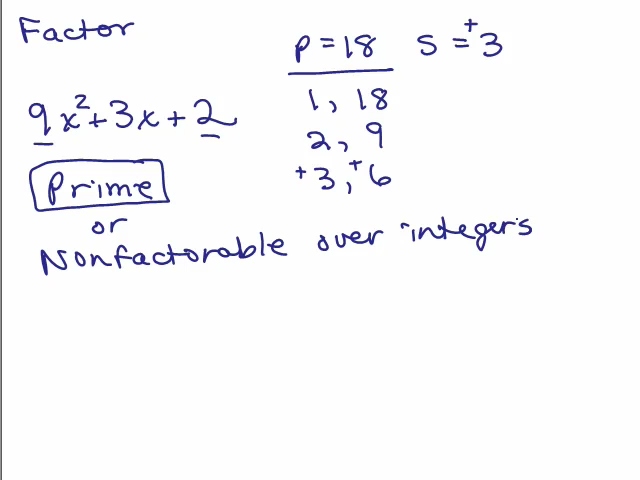 Factor
P = 18 S = +3
1, 18
9x² + 3x + 2
2, 9
+3, +6
Prime
or
Nonfactorable over integers